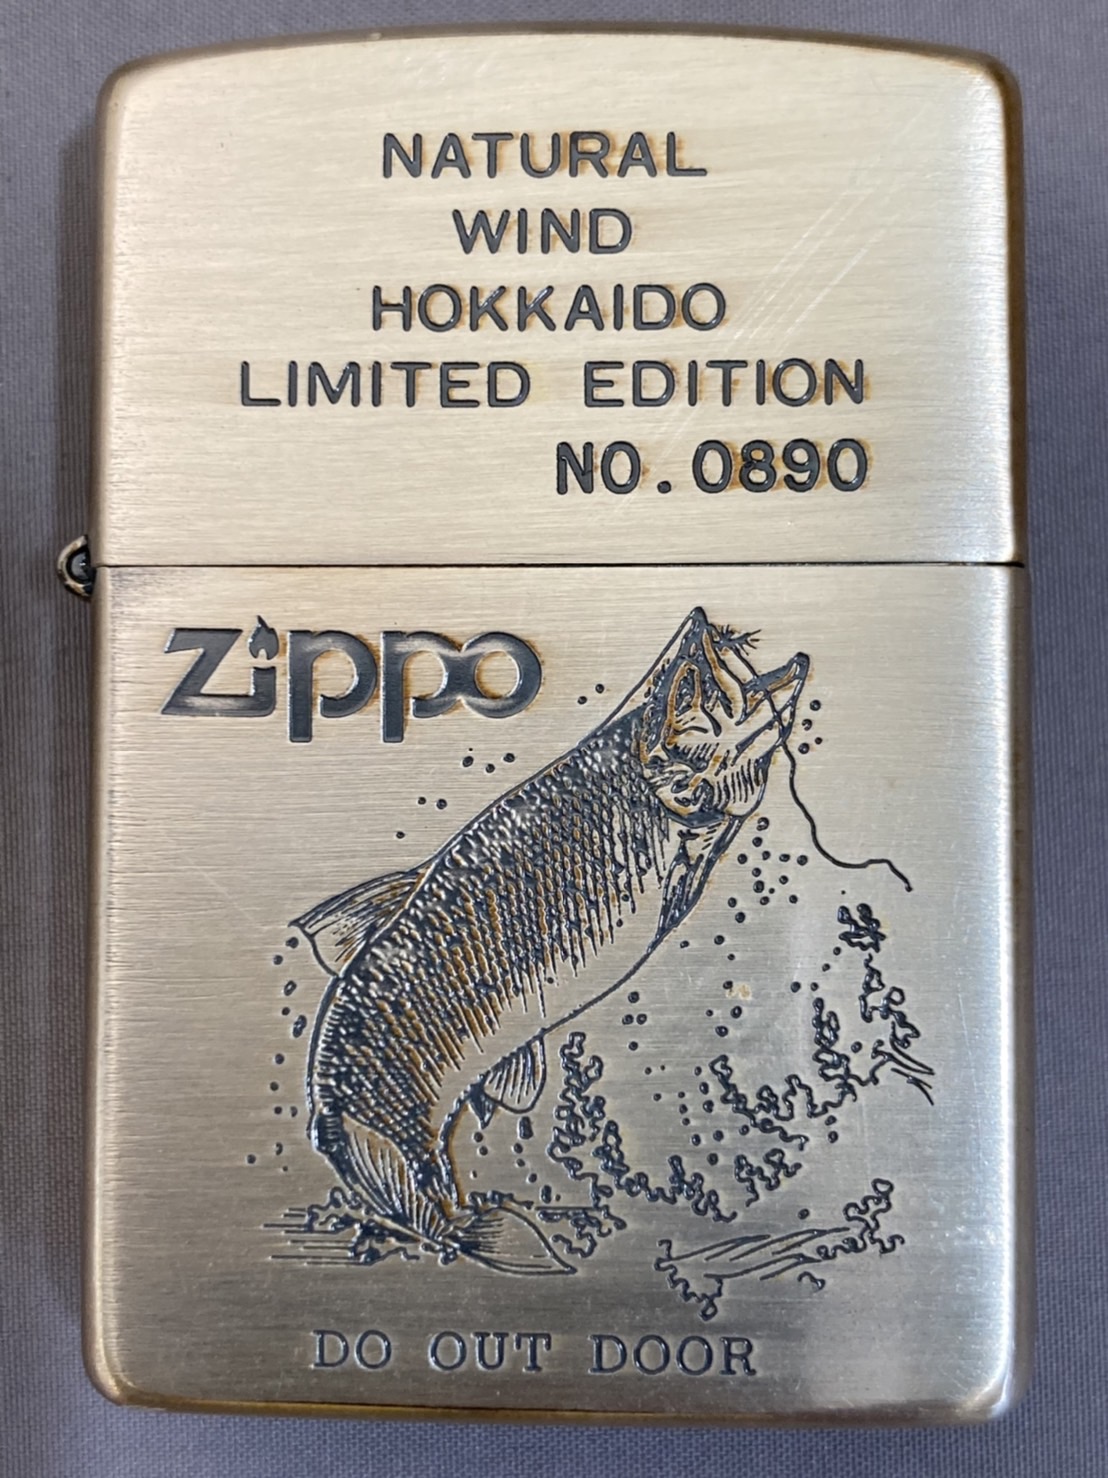 NATURAL
WIND
HOKKAIDO
LIMITED EDITION
NO.0890
Zippo
DO OUT DOOR